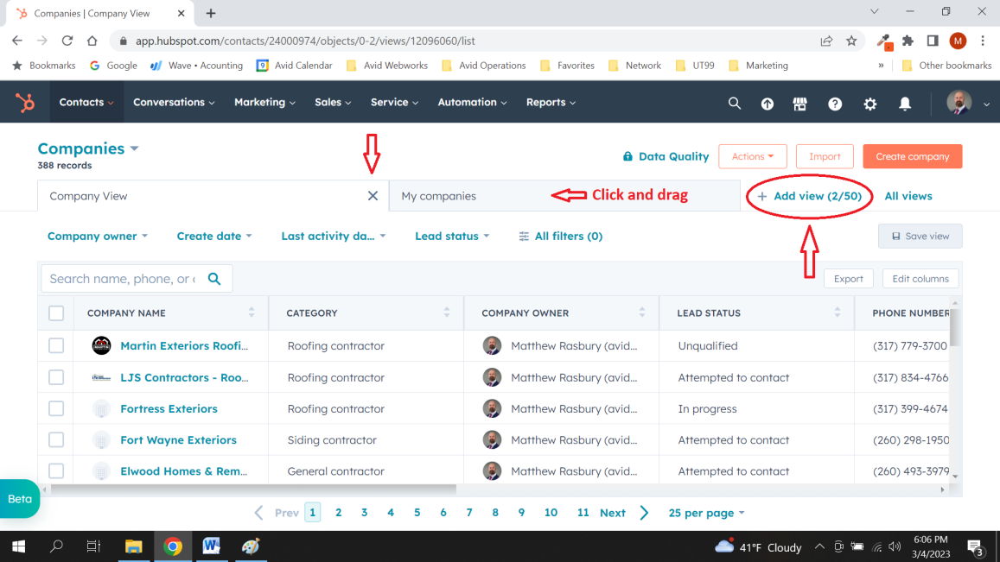 Companies | Company View
app.hubspot.com/contacts/24000974/objects/0-2/views/12096060/list
M
Bookmarks Google Wave • Acounting 9 Avid Calendar Avid Webworks Avid Operations Favorites Network UT99 Marketing » Other bookmarks
Contacts Conversations Marketing Sales Service Automation Reports
Companies
388 records
Data Quality Actions Import Create company
Company View My companies Click and drag + Add view (2/50) All views
Company owner Create date Last activity da... Lead status All filters (0) Save view
Search name, phone, or Export Edit columns
COMPANY NAME CATEGORY COMPANY OWNER LEAD STATUS PHONE NUMBER
Martin Exteriors Roofi... Roofing contractor Matthew Rasbury (avid... Unqualified (317) 779-3700
LJS Contractors - Roo... Roofing contractor Matthew Rasbury (avid... Attempted to contact (317) 834-4766
Fortress Exteriors Roofing contractor Matthew Rasbury (avid... In progress (317) 399-4674
Fort Wayne Exteriors Siding contractor Matthew Rasbury (avid... Attempted to contact (260) 298-1950
Elwood Homes & Rem... General contractor Matthew Rasbury (avid... Attempted to contact (260) 493-3979
Beta
Prev 1 2 3 4 5 6 7 8 9 10 11 Next 25 per page
W 41°F Cloudy 6:06 PM
3/4/2023 3